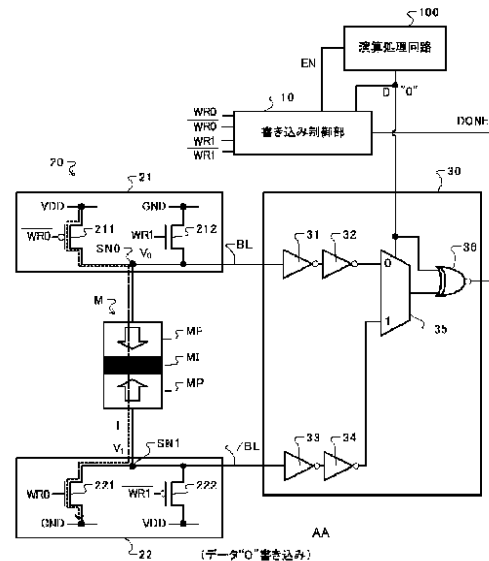 100
演算処理回路
EN
D "0"
10
WR0
WR0
WR1
WR1
書き込み制御部
DONE
20
21
30
VDD
GND
WR0
211
WR1
212
SN0
V0
BL
31
32
36
0
1
35
M
MF
MI
MP
I
V1
SN1
/BL
33
34
WR0
221
WR1
222
GND
VDD
22
AA
(データ"0"書き込み)